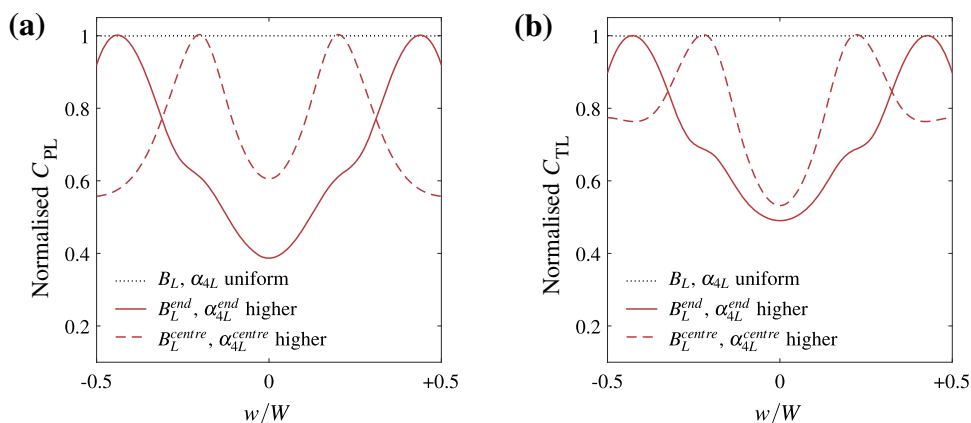 (a)
Normalised C_PL
1
0.8
0.6
0.4
0.2
B_L, α_4L uniform
B_L^end, α_4L^end higher
B_L^centre, α_4L^centre higher
-0.5 0 +0.5
w/W
(b)
Normalised C_TL
1
0.8
0.6
0.4
0.2
B_L, α_4L uniform
B_L^end, α_4L^end higher
B_L^centre, α_4L^centre higher
-0.5 0 +0.5
w/W